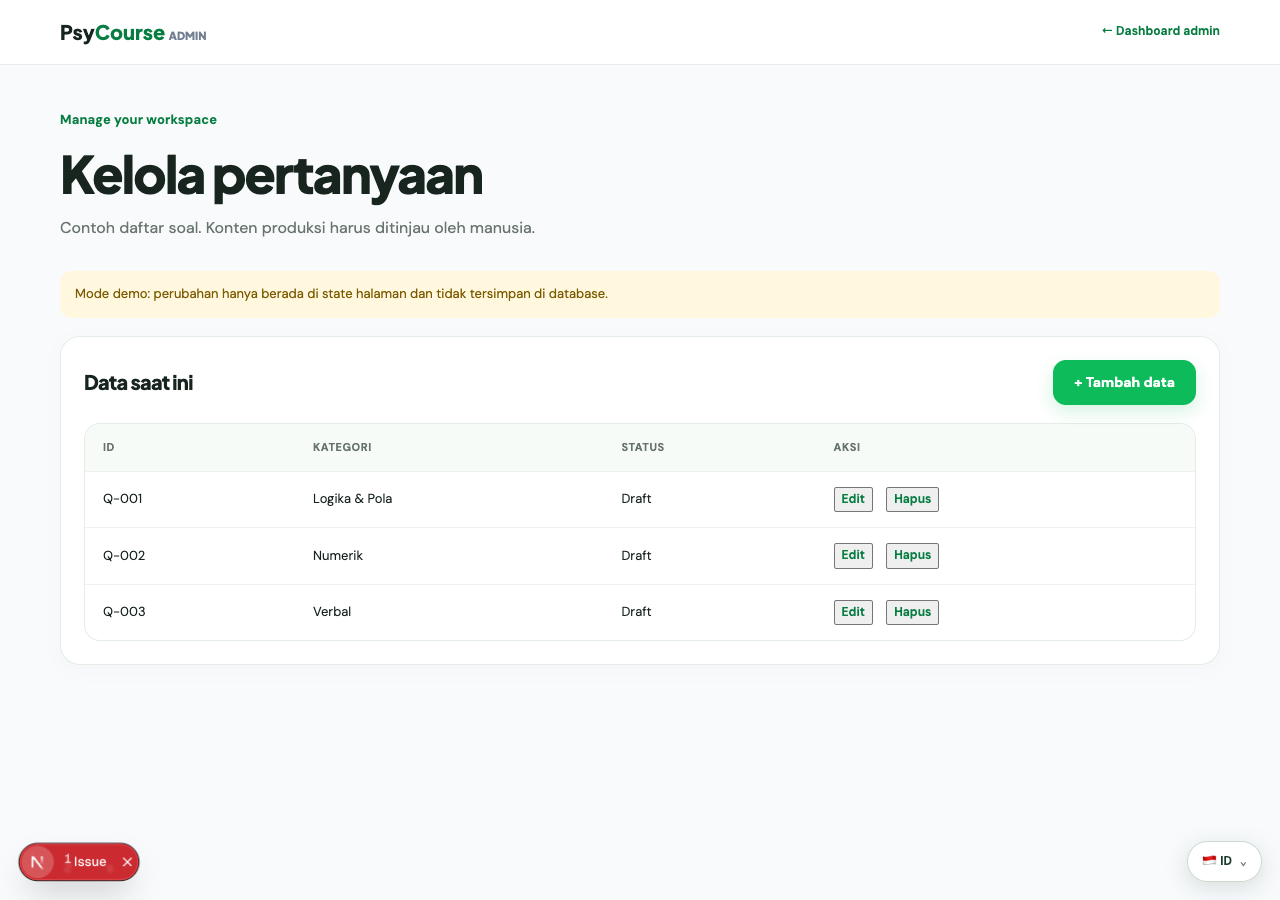 PsyCourse ADMIN
← Dashboard admin
Manage your workspace
Kelola pertanyaan
Contoh daftar soal. Konten produksi harus ditinjau oleh manusia.
Mode demo: perubahan hanya berada di state halaman dan tidak tersimpan di database.
Data saat ini
+ Tambah data
ID KATEGORI STATUS AKSI
Q-001 Logika & Pola Draft Edit Hapus
Q-002 Numerik Draft Edit Hapus
Q-003 Verbal Draft Edit Hapus
N 1 Issue
ID